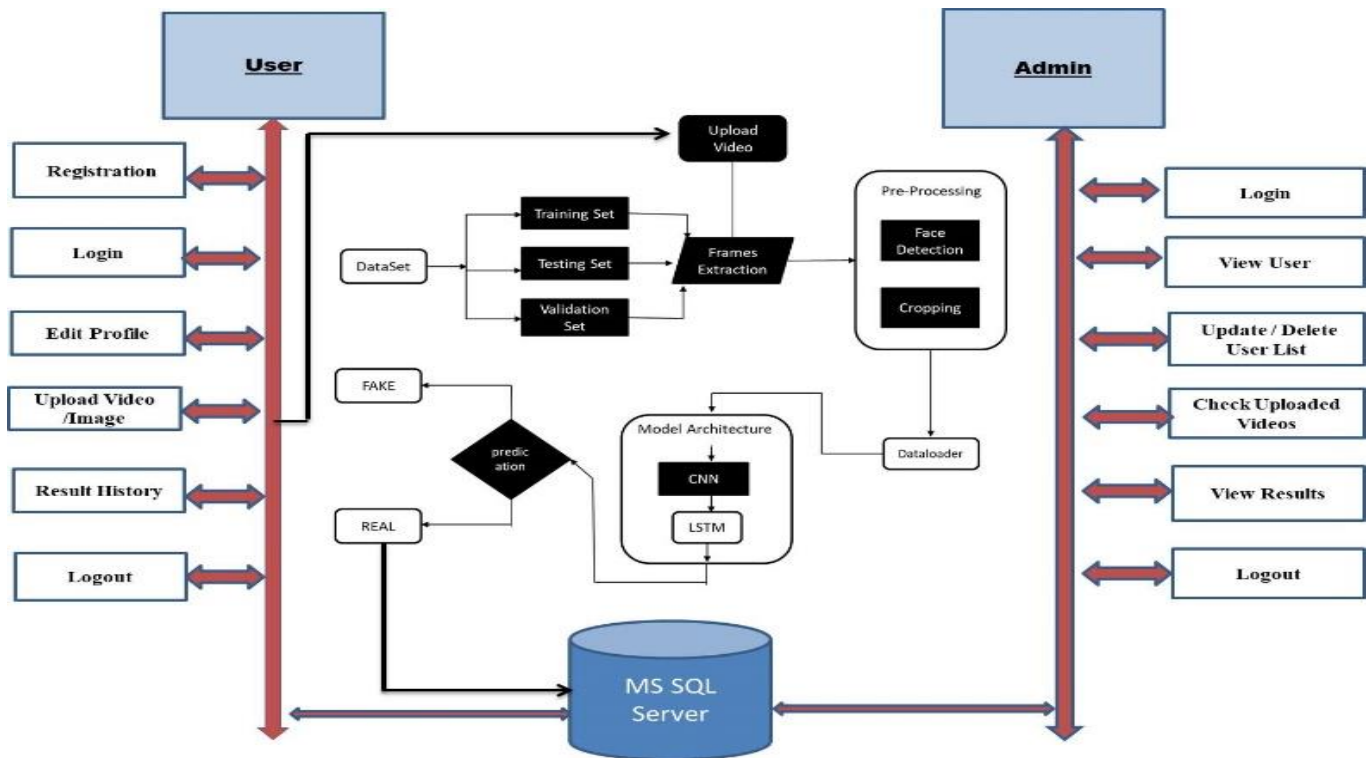 User
Admin
Registration
Login
Edit Profile
Upload Video
/Image
Result History
Logout
Upload
Video
DataSet
Training Set
Testing Set
Validation
Set
Frames
Extraction
Pre-Processing
Face
Detection
Cropping
Dataloader
Model Architecture
CNN
LSTM
predic
ation
FAKE
REAL
MS SQL
Server
Login
View User
Update / Delete
User List
Check Uploaded
Videos
View Results
Logout